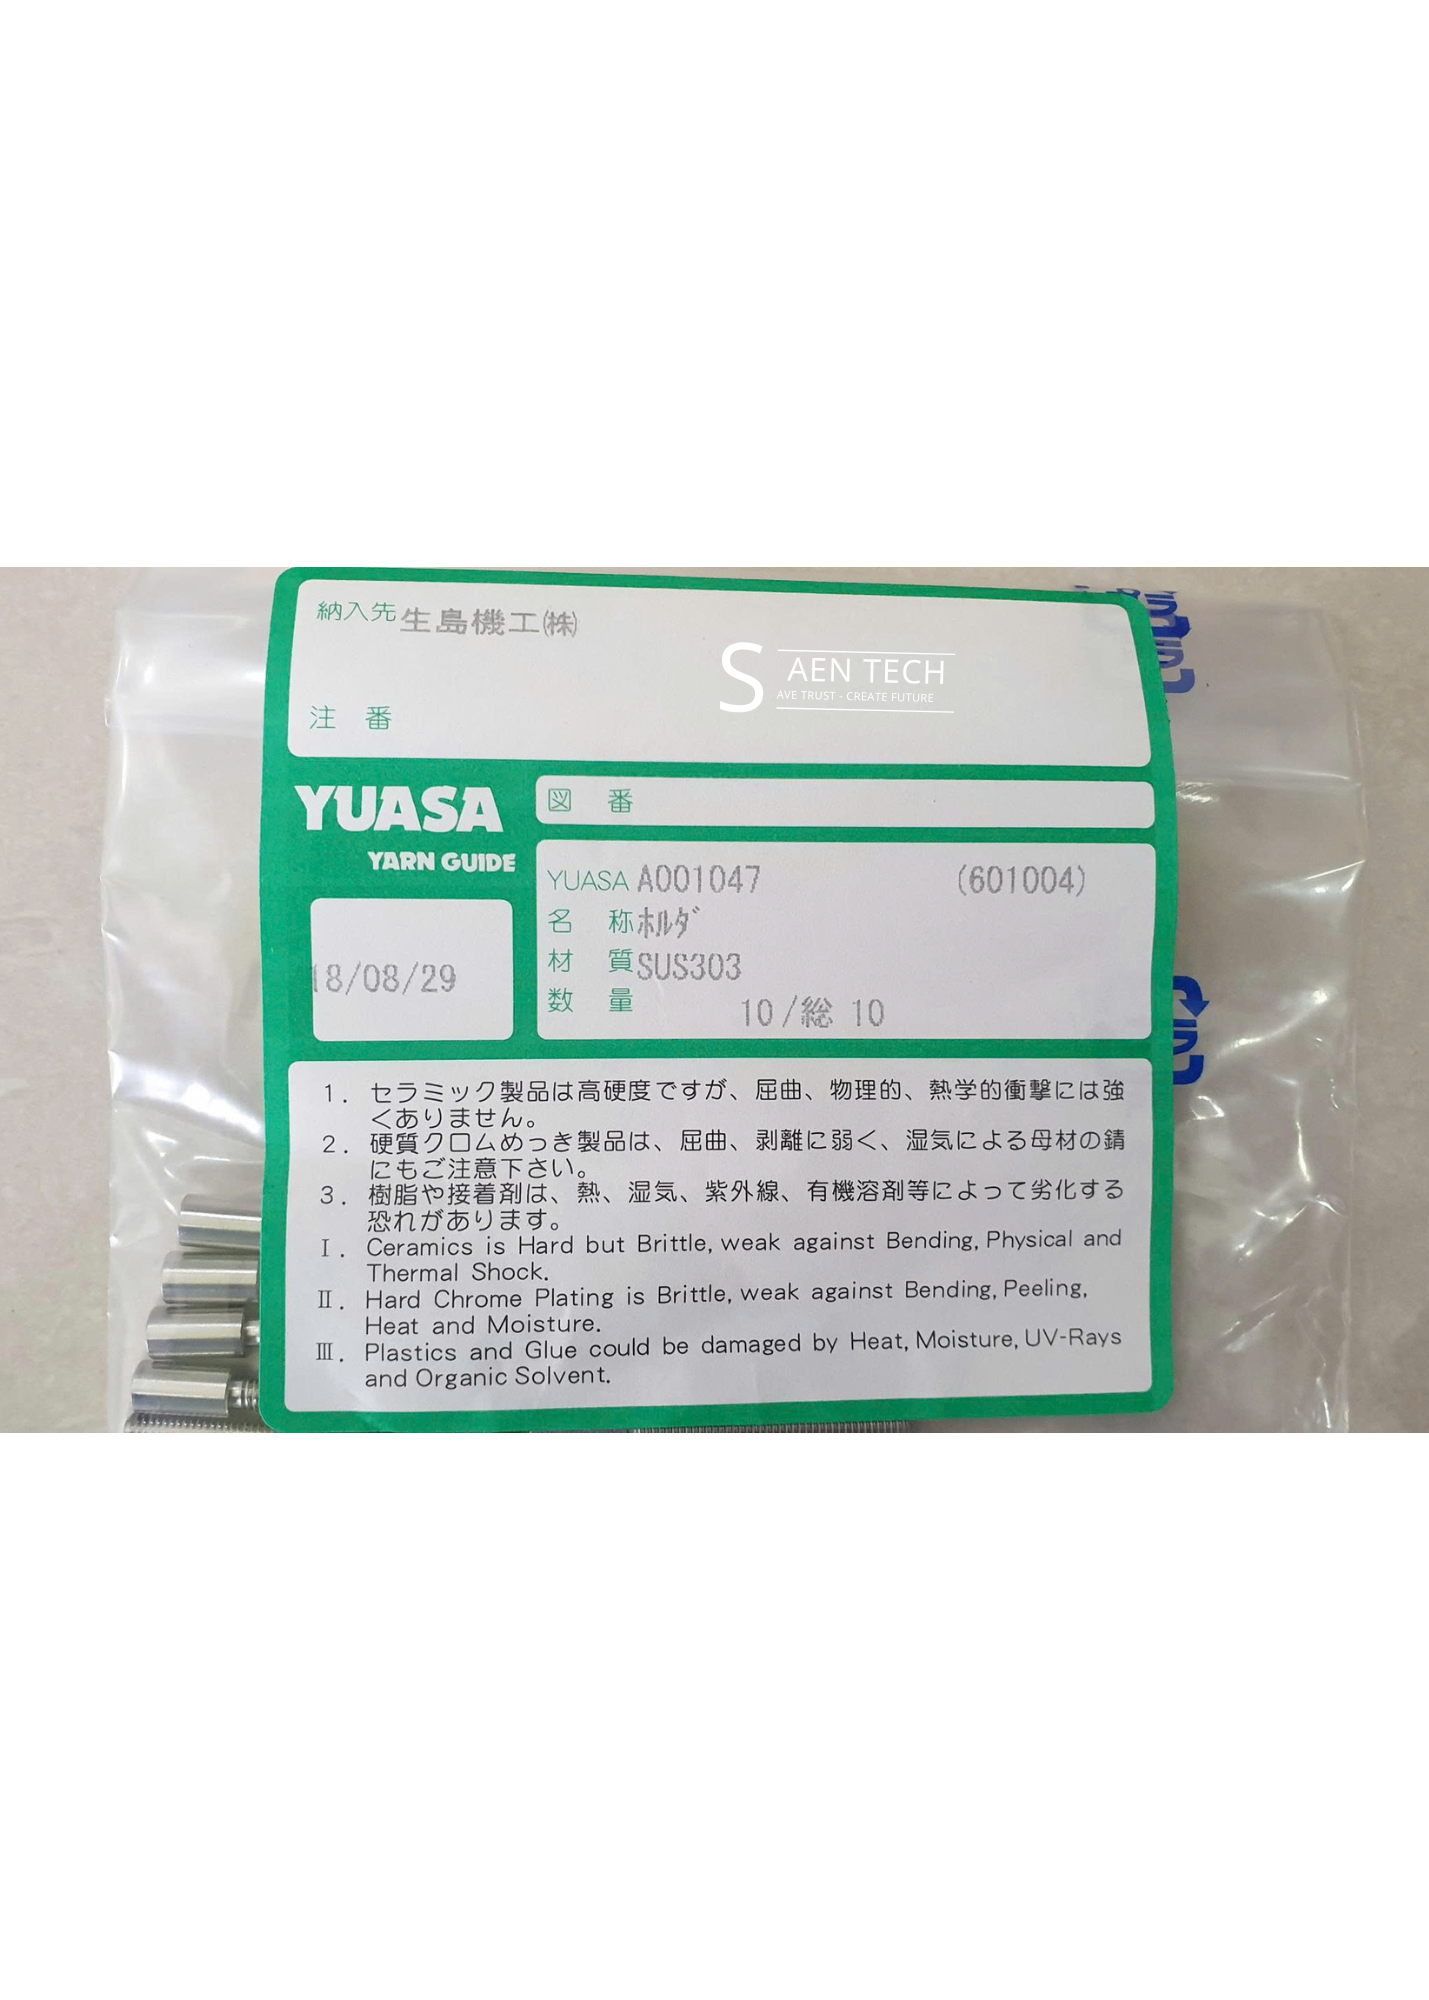 納入先 生島機工㈱
S AEN TECH
AVE TRUST - CREATE FUTURE
注 番
YUASA
YARN GUIDE
図 番
YUASA A001047 (601004)
名 称 ﾎﾙﾀﾞ
材 質 SUS303
数 量 10/総 10
18/08/29
1. セラミック製品は高硬度ですが、屈曲、物理的、熱学的衝撃には強
くありません。
2. 硬質クロムめっき製品は、屈曲、剥離に弱く、湿気による母材の錆
にもご注意下さい。
3. 樹脂や接着剤は、熱、湿気、紫外線、有機溶剤等によって劣化する
恐れがあります。
Ⅰ. Ceramics is Hard but Brittle, weak against Bending, Physical and
Thermal Shock.
Ⅱ. Hard Chrome Plating is Brittle, weak against Bending, Peeling,
Heat and Moisture.
Ⅲ. Plastics and Glue could be damaged by Heat, Moisture, UV-Rays
and Organic Solvent.